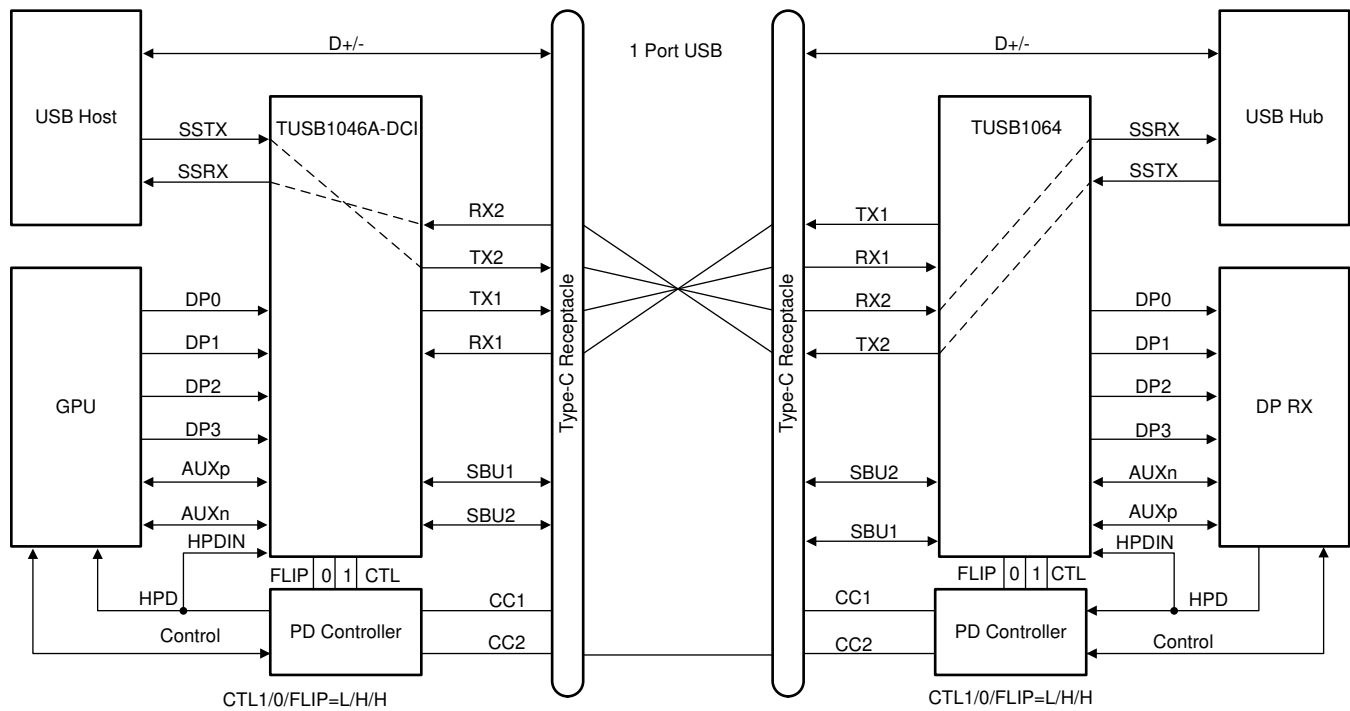 D+/-
1 Port USB
D+/-
USB Host
TUSB1046A-DCI
TUSB1064
USB Hub
SSTX
SSRX
SSRX
SSTX
RX2
TX2
TX1
RX1
TX1
RX1
RX2
TX2
Type-C Receptacle
Type-C Receptacle
GPU
DP0
DP1
DP2
DP3
AUXp
AUXn
HPDIN
SBU1
SBU2
SBU2
SBU1
DP0
DP1
DP2
DP3
AUXn
AUXp
HPDIN
DP RX
FLIP 0 1 CTL
FLIP 0 1 CTL
HPD
Control
PD Controller
CC1
CC2
CC1
CC2
PD Controller
HPD
Control
CTL1/0/FLIP=L/H/H
CTL1/0/FLIP=L/H/H